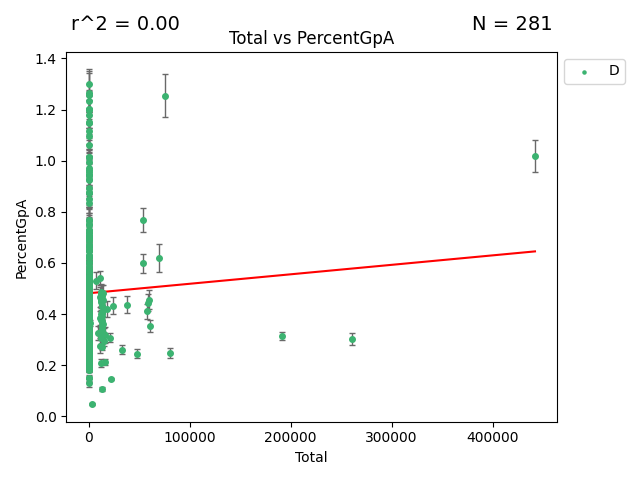 r^2 = 0.00
N = 281
Total vs PercentGpA
D
1.4
1.2
1.0
0.8
0.6
0.4
0.2
0.0
PercentGpA
0 100000 200000 300000 400000
Total